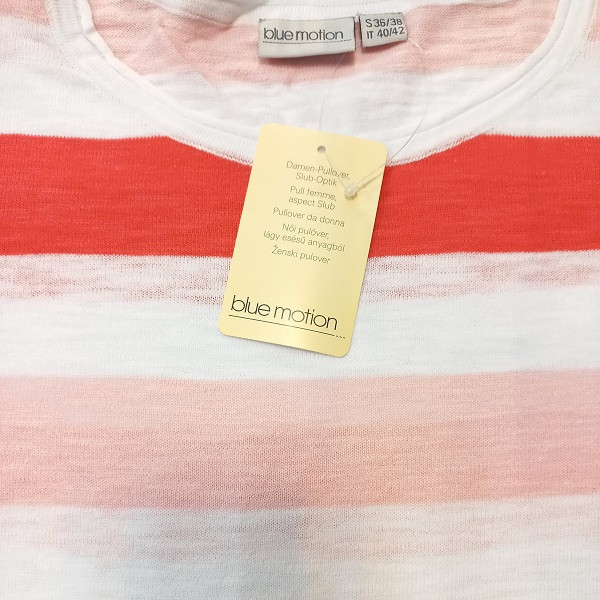 blue motion
S 36/38
IT 40/42
Damen-Pullover,
Slub-Optik
Pull femme,
aspect Slub
Pullover da donna
Női pulóver,
lágy esésű anyagból
Ženski pulover
blue motion